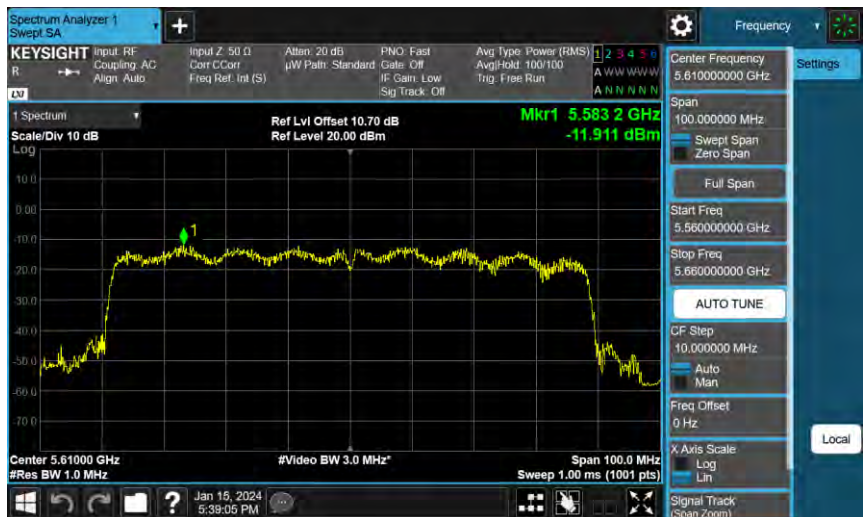 Spectrum Analyzer 1
Swept SA
+
Frequency
KEYSIGHT
R
LXI
Input: RF
Coupling: AC
Align: Auto
Input Z: 50 Ω
Corr CCorr
Freq Ref: Int (S)
Atten: 20 dB
µW Path: Standard
PNO: Fast
Gate: Off
IF Gain: Low
Sig Track: Off
Avg Type: Power (RMS)
Avg|Hold: 100/100
Trig: Free Run
1 2 3 4 5 6
A W W W W W
A N N N N N
1 Spectrum
Scale/Div 10 dB
Log
Ref Lvl Offset 10.70 dB
Ref Level 20.00 dBm
Mkr1 5.583 2 GHz
-11.911 dBm
10.0
0.00
-10.0
-20.0
-30.0
-40.0
-50.0
-60.0
-70.0
1
Center 5.61000 GHz
#Res BW 1.0 MHz
#Video BW 3.0 MHz*
Span 100.0 MHz
Sweep 1.00 ms (1001 pts)
?
Jan 15, 2024
5:39:05 PM
Center Frequency
5.610000000 GHz
Span
100.000000 MHz
Swept Span
Zero Span
Full Span
Start Freq
5.560000000 GHz
Stop Freq
5.660000000 GHz
AUTO TUNE
CF Step
10.000000 MHz
Auto
Man
Freq Offset
0 Hz
X Axis Scale
Log
Lin
Signal Track
(Span Zoom)
Settings
Local